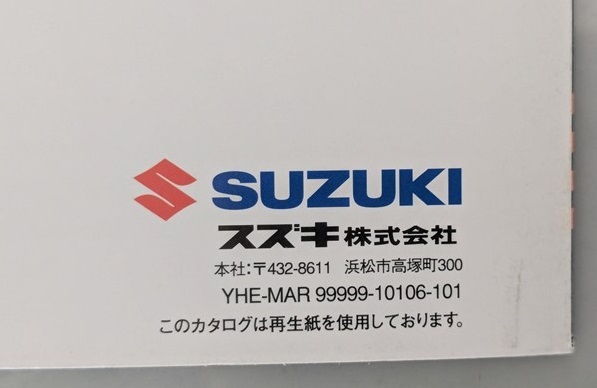 SUZUKI
スズキ株式会社
本社:〒432-8611 浜松市高塚町300
YHE-MAR 99999-10106-101
このカタログは再生紙を使用しております。